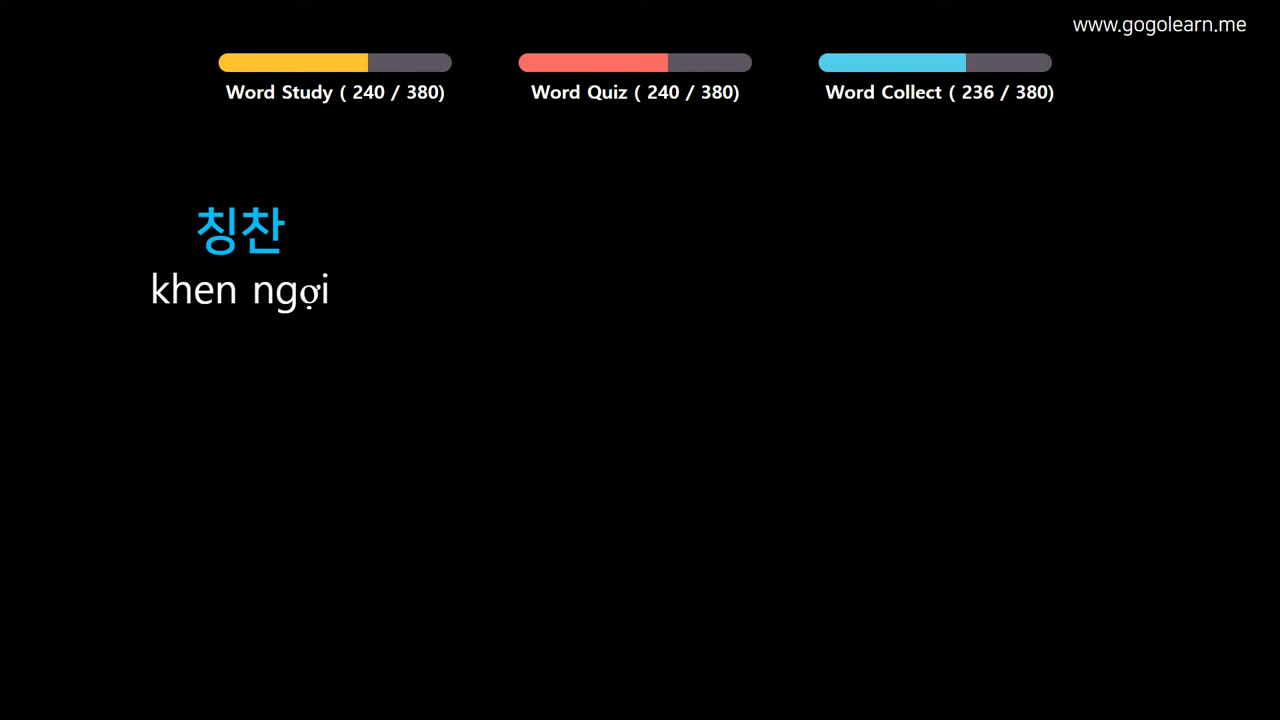 www.gogolearn.me
Word Study ( 240 / 380)
Word Quiz ( 240 / 380)
Word Collect ( 236 / 380)
칭찬
khen ngợi